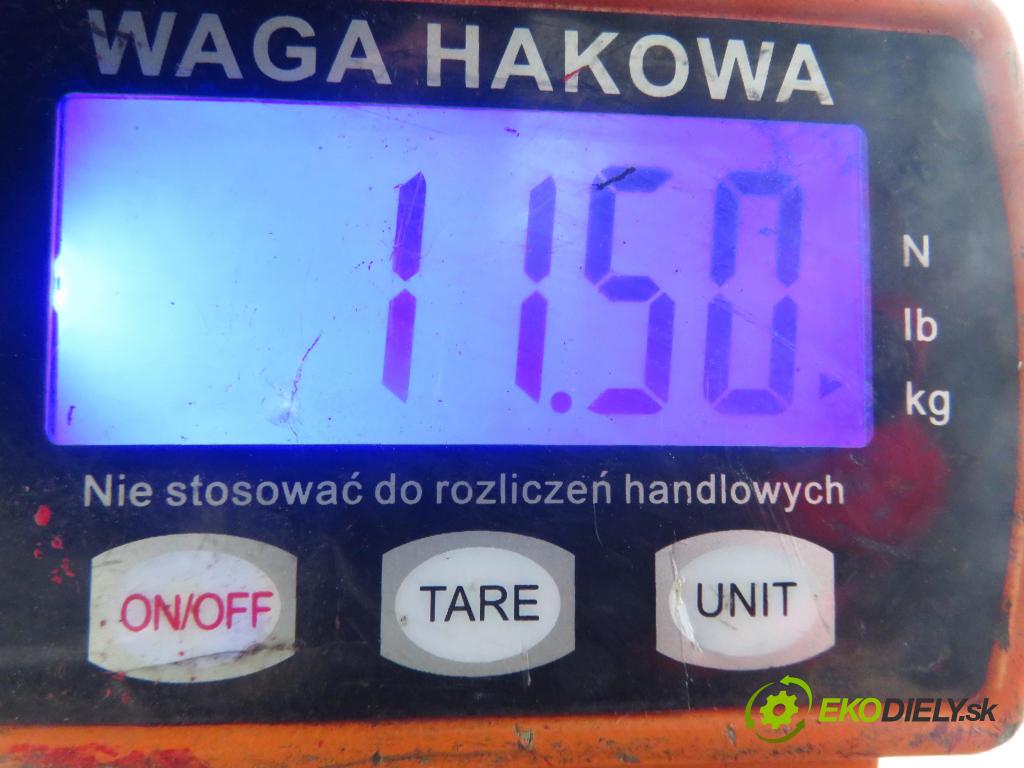 WAGA HAKOWA
11.50
N
lb
kg
Nie stosować do rozliczeń handlowych
ON/OFF TARE UNIT
EKODIELY.sk